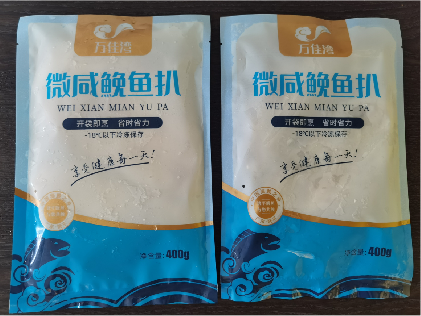 万佳湾
微咸鮸鱼扒
WEI XIAN MIAN YU PA
开袋即烹 省时省力
-18℃以下冷冻保存
享受健康每一天!
净含量: 400g
万佳湾
微咸鮸鱼扒
WEI XIAN MIAN YU PA
开袋即烹 省时省力
-18℃以下冷冻保存
享受健康每一天!
净含量: 400g